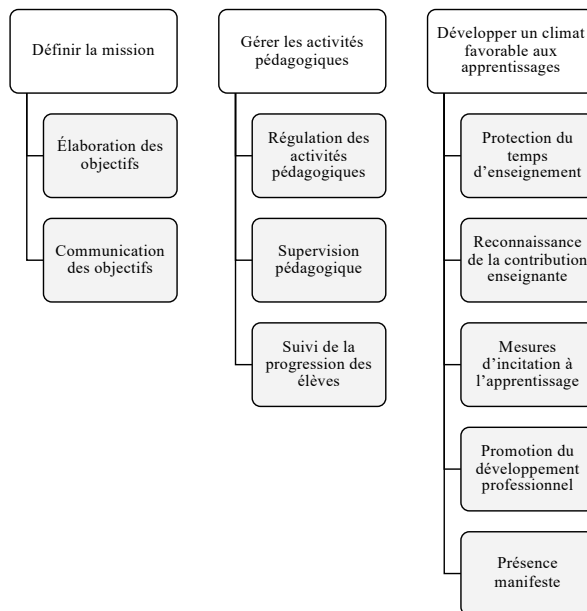 Définir la mission
Élaboration des
objectifs
Communication
des objectifs
Gérer les activités
pédagogiques
Régulation des
activités
pédagogiques
Supervision
pédagogique
Suivi de la
progression des
élèves
Développer un climat
favorable aux
apprentissages
Protection du
temps
d’enseignement
Reconnaissance
de la contribution
enseignante
Mesures
d’incitation à
l’apprentissage
Promotion du
développement
professionnel
Présence
manifeste